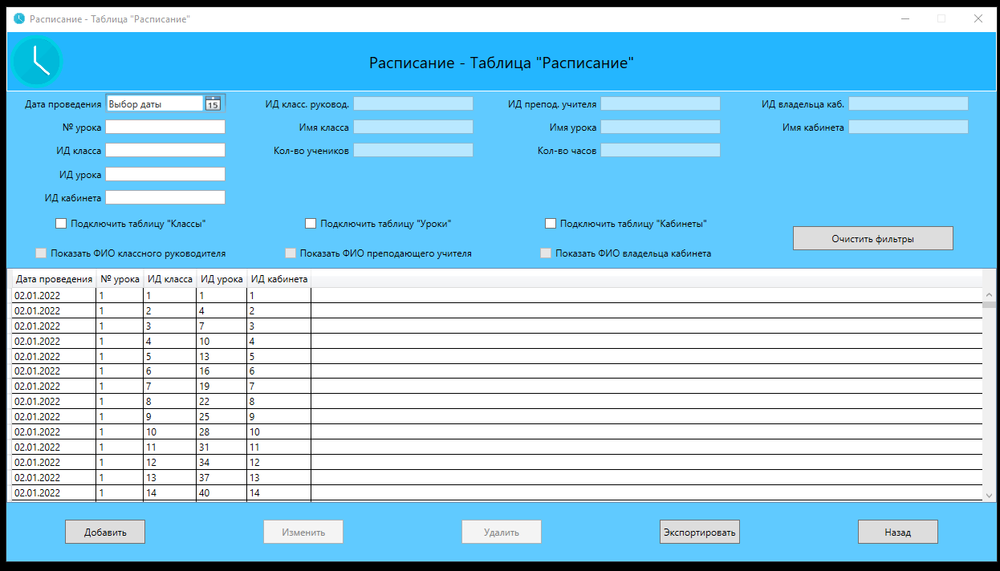 Расписание - Таблица "Расписание"
Расписание - Таблица "Расписание"
Дата проведения Выбор даты 15 ИД класс. руковод. ИД препод. учителя ИД владельца каб.
№ урока Имя класса Имя урока Имя кабинета
ИД класса Кол-во учеников Кол-во часов
ИД урока
ИД кабинета
Подключить таблицу "Классы" Подключить таблицу "Уроки" Подключить таблицу "Кабинеты"
Очистить фильтры
Показать ФИО классного руководителя Показать ФИО преподающего учителя Показать ФИО владельца кабинета
Дата проведения № урока ИД класса ИД урока ИД кабинета
02.01.2022 1 1 1 1
02.01.2022 1 2 4 2
02.01.2022 1 3 7 3
02.01.2022 1 4 10 4
02.01.2022 1 5 13 5
02.01.2022 1 6 16 6
02.01.2022 1 7 19 7
02.01.2022 1 8 22 8
02.01.2022 1 9 25 9
02.01.2022 1 10 28 10
02.01.2022 1 11 31 11
02.01.2022 1 12 34 12
02.01.2022 1 13 37 13
02.01.2022 1 14 40 14
Добавить Изменить Удалить Экспортировать Назад